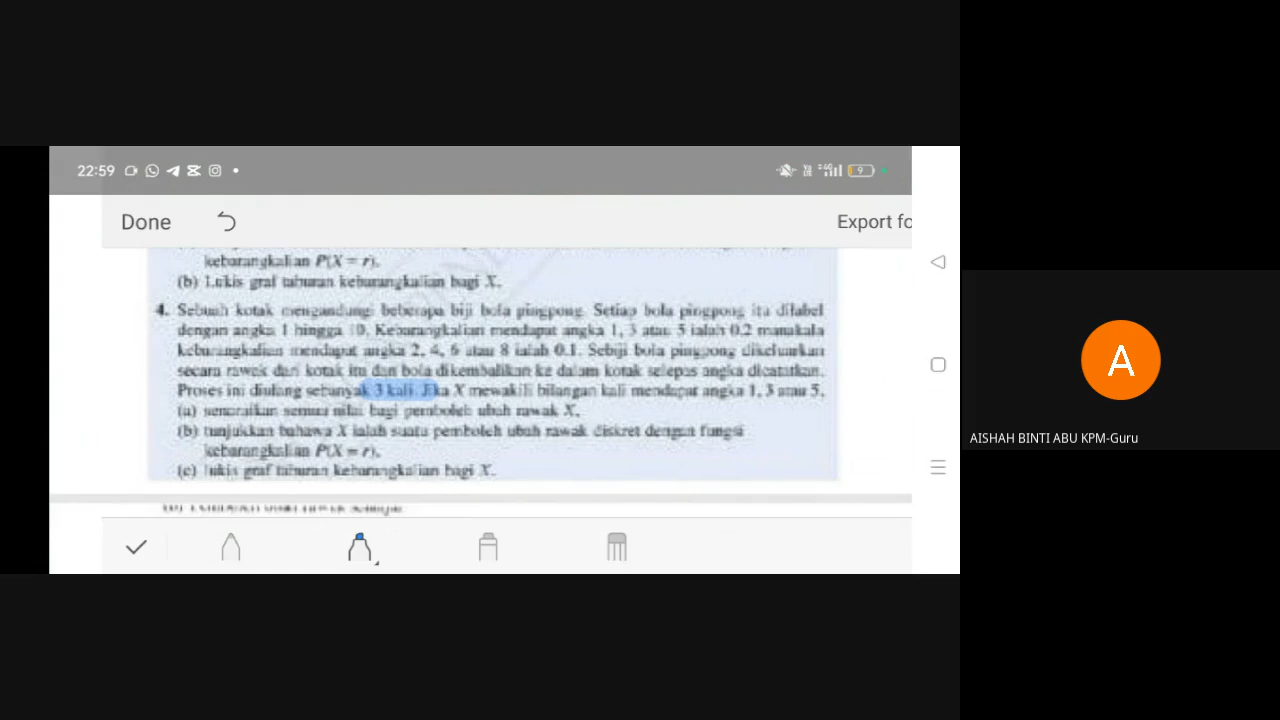 22:59
9
Done
Export fo
kebarangkalian P(X = r).
(b) Lukis graf taburan kebarangkalian bagi X.
4. Sebuah kotak mengandungi beberapa biji bola pingpong. Setiap bola pingpong itu dilabel
dengan angka 1 hingga 10. Kebarangkalian mendapat angka 1, 3 atau 5 ialah 0.2 manakala
kebarangkalian mendapat angka 2, 4, 6 atau 8 ialah 0.1. Sebiji bola pingpong dikeluarkan
secara rawak dari kotak itu dan bola dikembalikan ke dalam kotak selepas angka dicatatkan.
Proses ini diulang sebanyak 3 kali. Jika X mewakili bilangan kali mendapat angka 1, 3 atau 5,
(a) senaraikan semua nilai bagi pemboleh ubah rawak X,
(b) tunjukkan bahawa X ialah suatu pemboleh ubah rawak diskret dengan fungsi
kebarangkalian P(X = r),
(c) lukis graf taburan kebarangkalian bagi X.
A
AISHAH BINTI ABU KPM-Guru